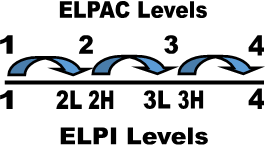 ELPAC Levels
1 2 3 4
1 2L 2H 3L 3H 4
ELPI Levels